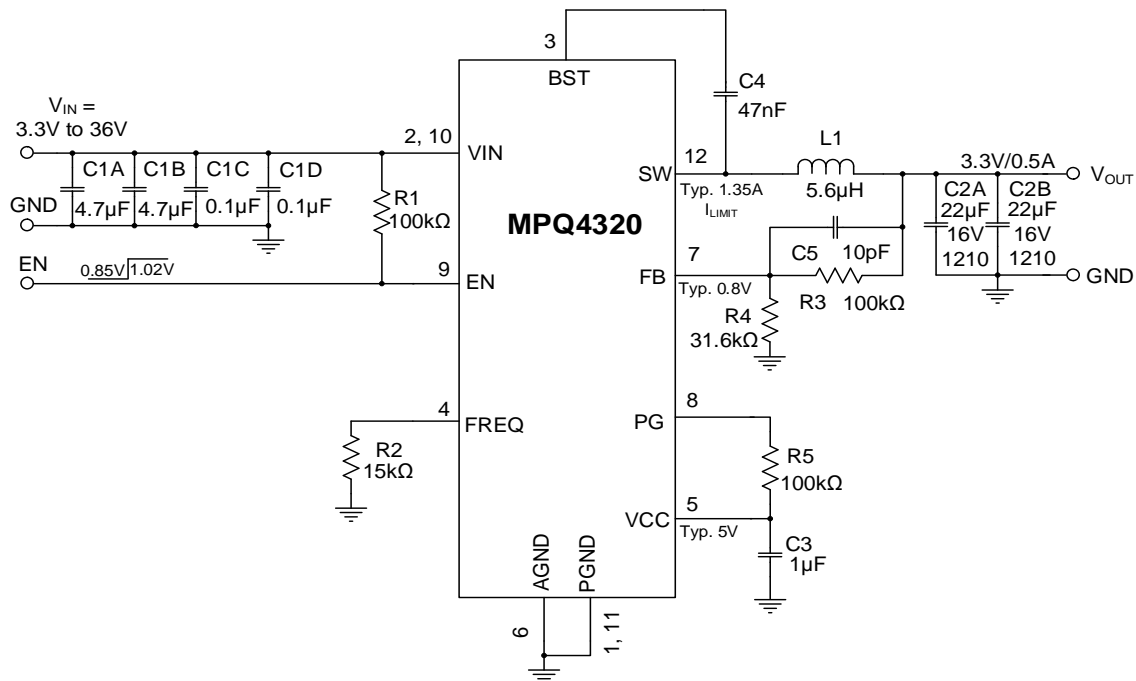 3
BST
C4
47nF
VIN =
3.3V to 36V
2, 10
VIN
C1A
C1B
C1C
C1D
4.7µF
4.7µF
0.1µF
0.1µF
GND
R1
100kΩ
EN
0.85V
1.02V
9
EN
MPQ4320
12
SW
Typ. 1.35A
ILIMIT
L1
5.6µH
3.3V/0.5A
VOUT
C2A
22µF
16V
1210
C2B
22µF
16V
1210
GND
7
FB
Typ. 0.8V
C5
10pF
R3
100kΩ
R4
31.6kΩ
4
FREQ
R2
15kΩ
8
PG
R5
100kΩ
5
VCC
Typ. 5V
C3
1µF
AGND
PGND
6
1, 11